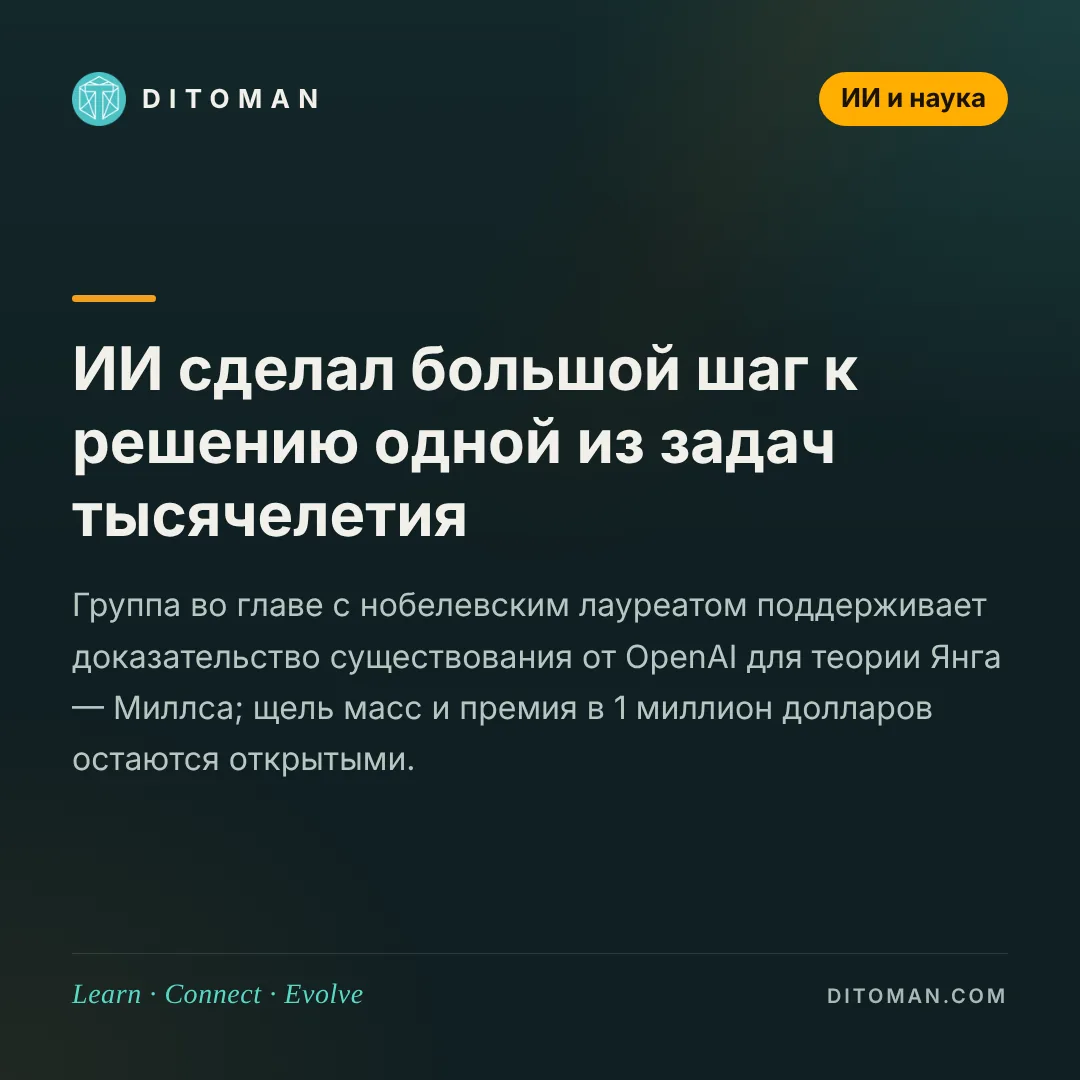 DITOMAN
ИИ и наука
ИИ сделал большой шаг к
решению одной из задач
тысячелетия
Группа во главе с нобелевским лауреатом поддерживает
доказательство существования от OpenAI для теории Янга
— Миллса; щель масс и премия в 1 миллион долларов
остаются открытыми.
Learn · Connect · Evolve
DITOMAN.COM